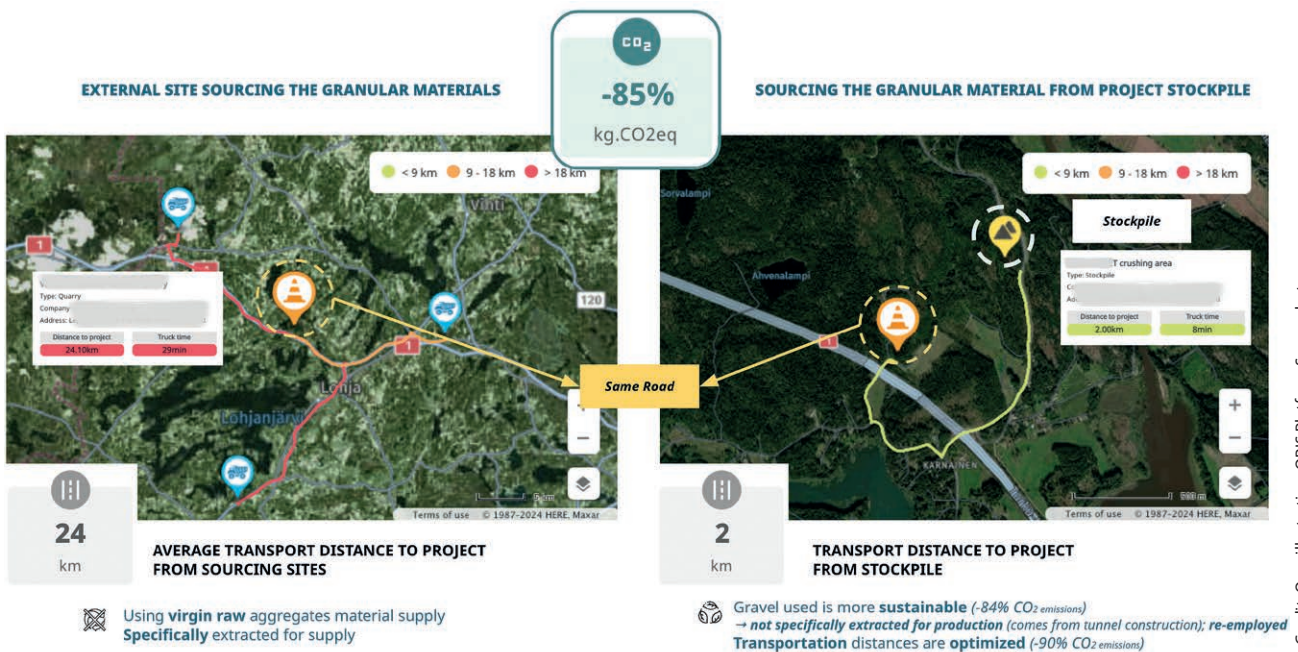 CO2
-85%
kg.CO2eq
EXTERNAL SITE SOURCING THE GRANULAR MATERIALS
SOURCING THE GRANULAR MATERIAL FROM PROJECT STOCKPILE
< 9 km 9 - 18 km > 18 km
Vihti
1
1
120
Type: Quarry
Company
Address: L
Distance to project Truck time
24.10km 29min
1
Lohja
Lohjanjärvi
+
−
5 km
Terms of use © 1987-2024 HERE, Maxar
Same Road
< 9 km 9 - 18 km > 18 km
Sorvalampi
Stockpile
T crushing area
Type: Stockpile
Distance to project Truck time
2.00km 8min
Ahvenalampi
1
KARNAINEN
+
−
500 m
Terms of use © 1987-2024 HERE, Maxar
24
km
AVERAGE TRANSPORT DISTANCE TO PROJECT
FROM SOURCING SITES
Using virgin raw aggregates material supply
Specifically extracted for supply
2
km
TRANSPORT DISTANCE TO PROJECT
FROM STOCKPILE
Gravel used is more sustainable (-84% CO2 emissions)
→ not specifically extracted for production (comes from tunnel construction); re-employed
Transportation distances are optimized (-90% CO2 emissions)